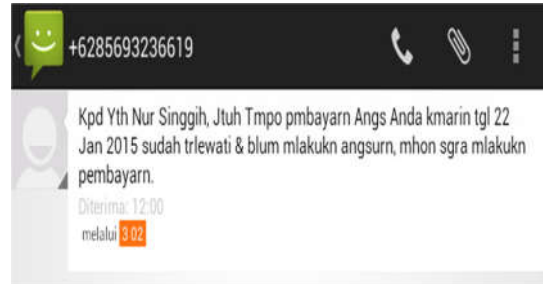 +6285693236619
Kpd Yth Nur Singgih, Jtuh Tmpo pmbayarn Angs Anda kmarin tgl 22
Jan 2015 sudah trlewati & blum mlakukn angsurn, mhon sgra mlakukn
pembayarn.
Diterima: 12:00
melalui 3 02